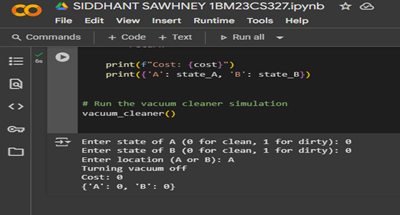 SIDDHANT SAWHNEY 1BM23CS327.ipynb
File Edit View Insert Runtime Tools Help
Commands + Code + Text Run all
6s
print(f"Cost: {cost}")
print({'A': state_A, 'B': state_B})
# Run the vacuum cleaner simulation
vacuum_cleaner()
Enter state of A (0 for clean, 1 for dirty): 0
Enter state of B (0 for clean, 1 for dirty): 0
Enter location (A or B): A
Turning vacuum off
Cost: 0
{'A': 0, 'B': 0}